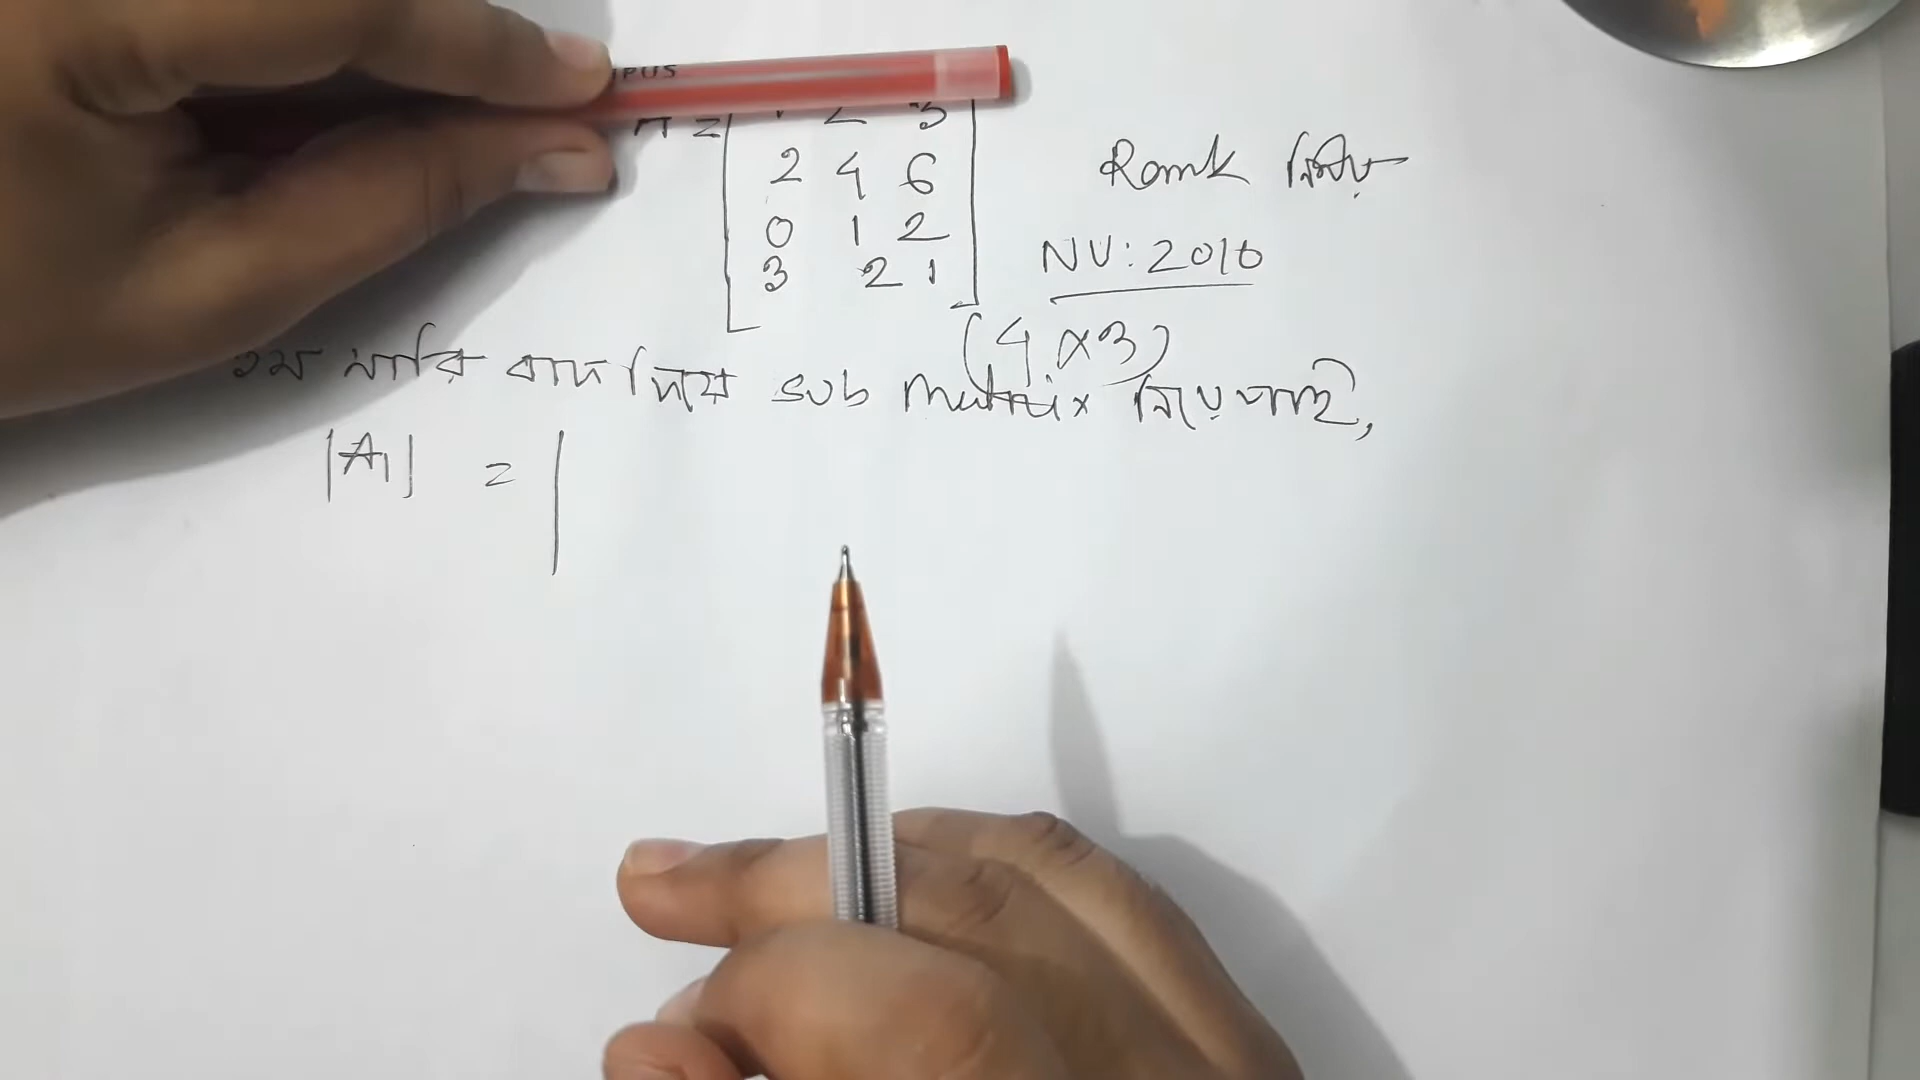 A = 1 2 3
2 4 6
0 1 2
3 2 1
Rank নির্ণয়
NU: 2016
(4×3)
১ম সারি বাদ দিয়ে sub matrix নিয়ে পাই,
|A₁| = |